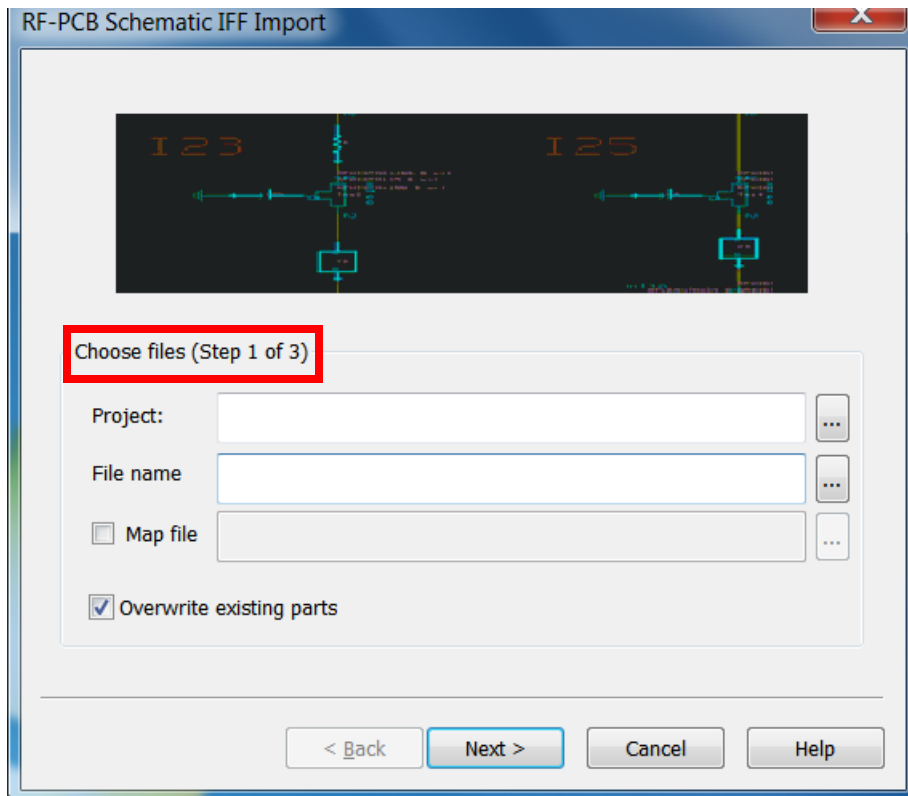 RF-PCB Schematic IFF Import
I23
I25
Choose files (Step 1 of 3)
Project:
...
File name
...
Map file
...
Overwrite existing parts
< Back
Next >
Cancel
Help